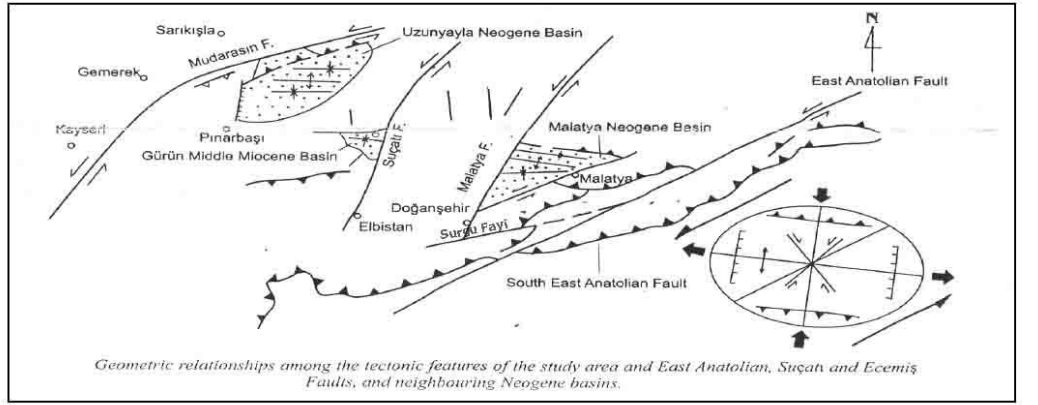 Sarıkışla
Mudarasın F.
Uzunyayla Neogene Basin
N
Gemerek
East Anatolian Fault
Kayseri
Pınarbaşı
Gürün Middle Miocene Basin
Suçatı F.
Malatya F.
Malatya Neogene Basin
Malatya
Doğanşehir
Elbistan
Surgu Fayi
South East Anatolian Fault
Geometric relationships among the tectonic features of the study area and East Anatolian, Suçatı and Ecemiş
Faults, and neighbouring Neogene basins.